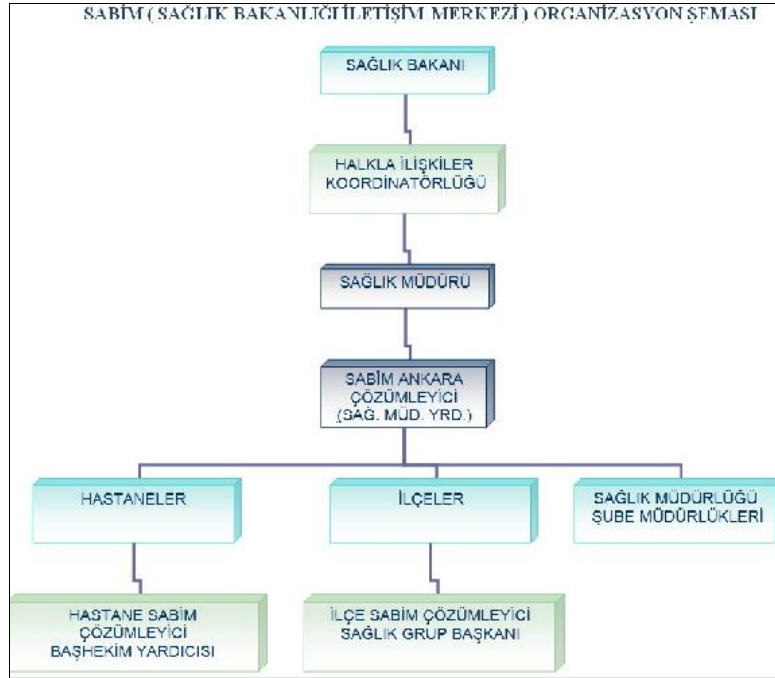 SABİM ( SAĞLIK BAKANLIĞI İLETİŞİM MERKEZİ ) ORGANİZASYON ŞEMASI
SAĞLIK BAKANI
HALKLA İLİŞKİLER
KOORDİNATÖRLÜĞÜ
SAĞLIK MÜDÜRÜ
SABİM ANKARA
ÇÖZÜMLEYİCİ
(SAĞ. MÜD. YRD.)
HASTANELER
İLÇELER
SAĞLIK MÜDÜRLÜĞÜ
ŞUBE MÜDÜRLÜKLERİ
HASTANE SABİM
ÇÖZÜMLEYİCİ
BAŞHEKİM YARDICISI
İLÇE SABİM ÇÖZÜMLEYİCİ
SAĞLIK GRUP BAŞKANI